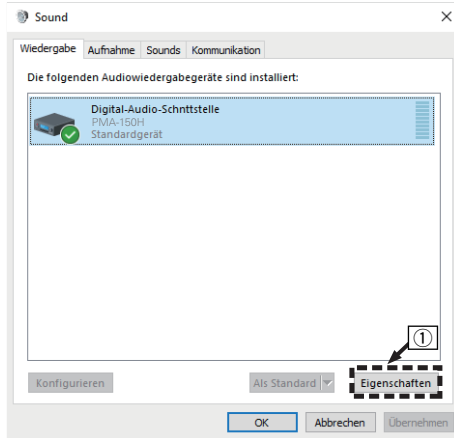 Sound
Wiedergabe Aufnahme Sounds Kommunikation
Die folgenden Audiowiedergabegeräte sind installiert:
Digital-Audio-Schnttstelle
PMA-150H
Standardgerät
①
Konfigurieren Als Standard Eigenschaften
OK Abbrechen Übernehmen